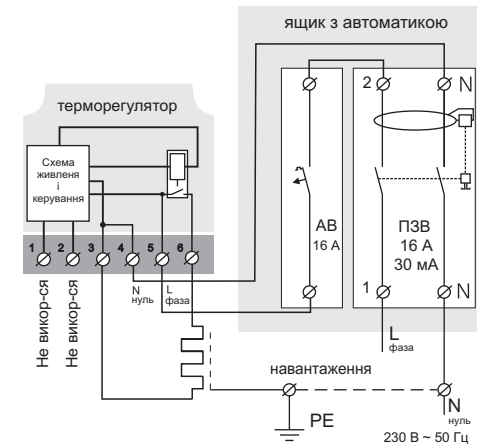 ящик з автоматикою
терморегулятор
Схема
живленя
і
керування
2
N
АВ
16 А
ПЗВ
16 А
30 мА
1
2
3
4
5
6
1
N
N
нуль
L
фаза
Не викор-ся
Не викор-ся
L
фаза
навантаження
PE
N
нуль
230 В ~ 50 Гц